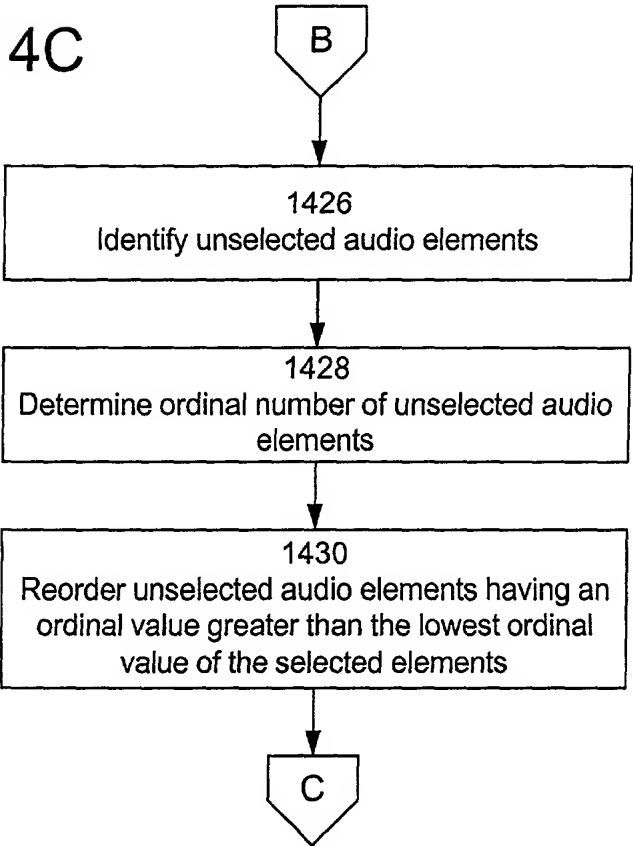 4C
B
1426
Identify unselected audio elements
1428
Determine ordinal number of unselected audio
elements
1430
Reorder unselected audio elements having an
ordinal value greater than the lowest ordinal
value of the selected elements
C